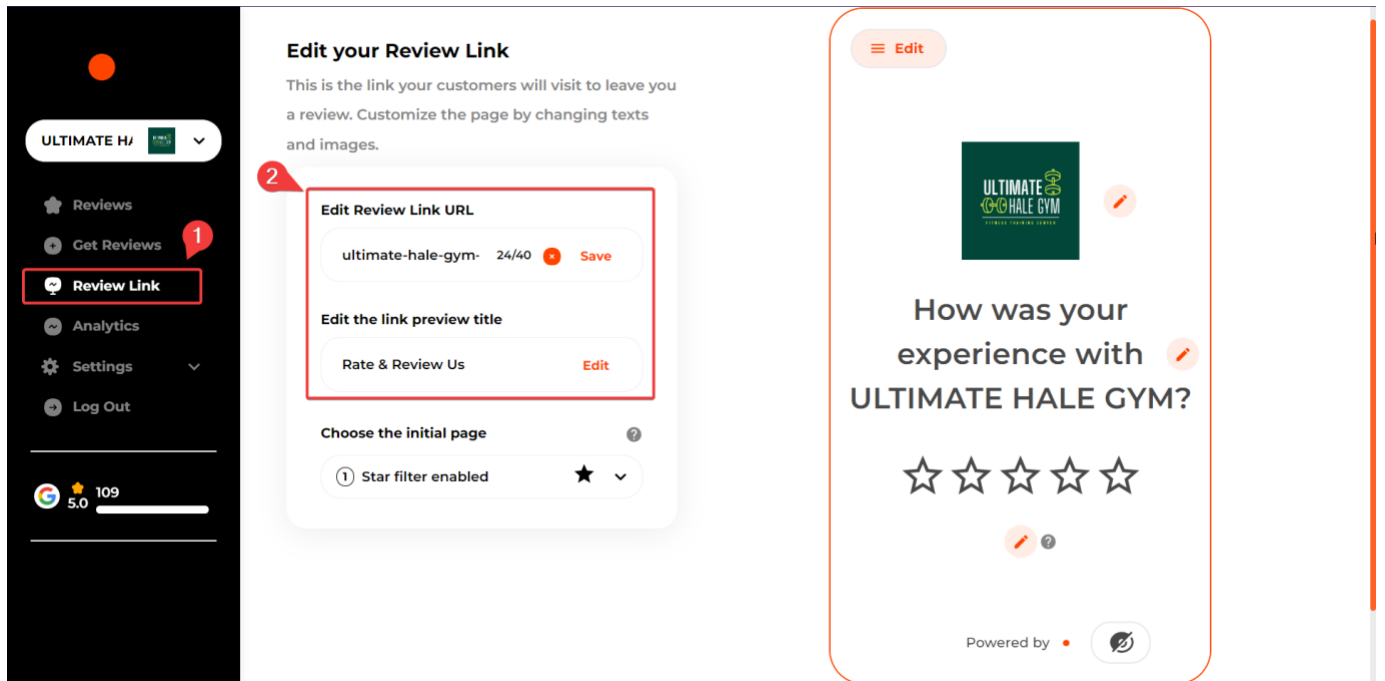 ULTIMATE HA
Reviews
Get Reviews
1
Review Link
Analytics
Settings
Log Out
5.0
109
Edit your Review Link
This is the link your customers will visit to leave you
a review. Customize the page by changing texts
and images.
2
Edit Review Link URL
ultimate-hale-gym- 24/40 Save
Edit the link preview title
Rate & Review Us Edit
Choose the initial page ?
1 Star filter enabled
Edit
ULTIMATE
HALE GYM
FITNESS TRAINING CENTER
How was your
experience with
ULTIMATE HALE GYM?
?
Powered by